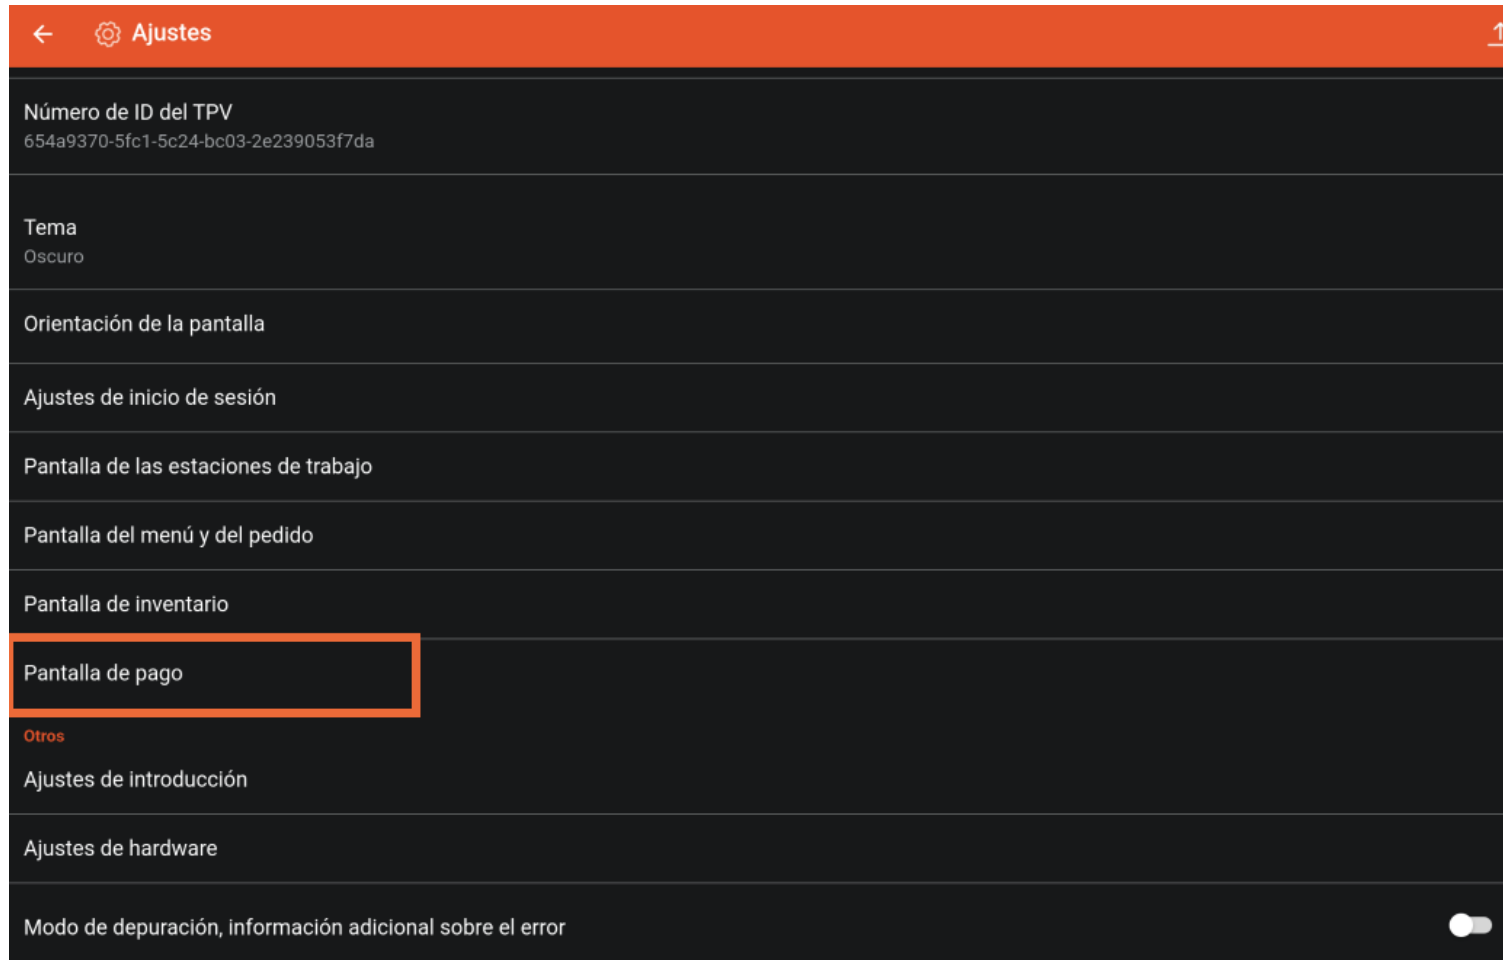 Ajustes
Número de ID del TPV
654a9370-5fc1-5c24-bc03-2e239053f7da
Tema
Oscuro
Orientación de la pantalla
Ajustes de inicio de sesión
Pantalla de las estaciones de trabajo
Pantalla del menú y del pedido
Pantalla de inventario
Pantalla de pago
Otros
Ajustes de introducción
Ajustes de hardware
Modo de depuración, información adicional sobre el error